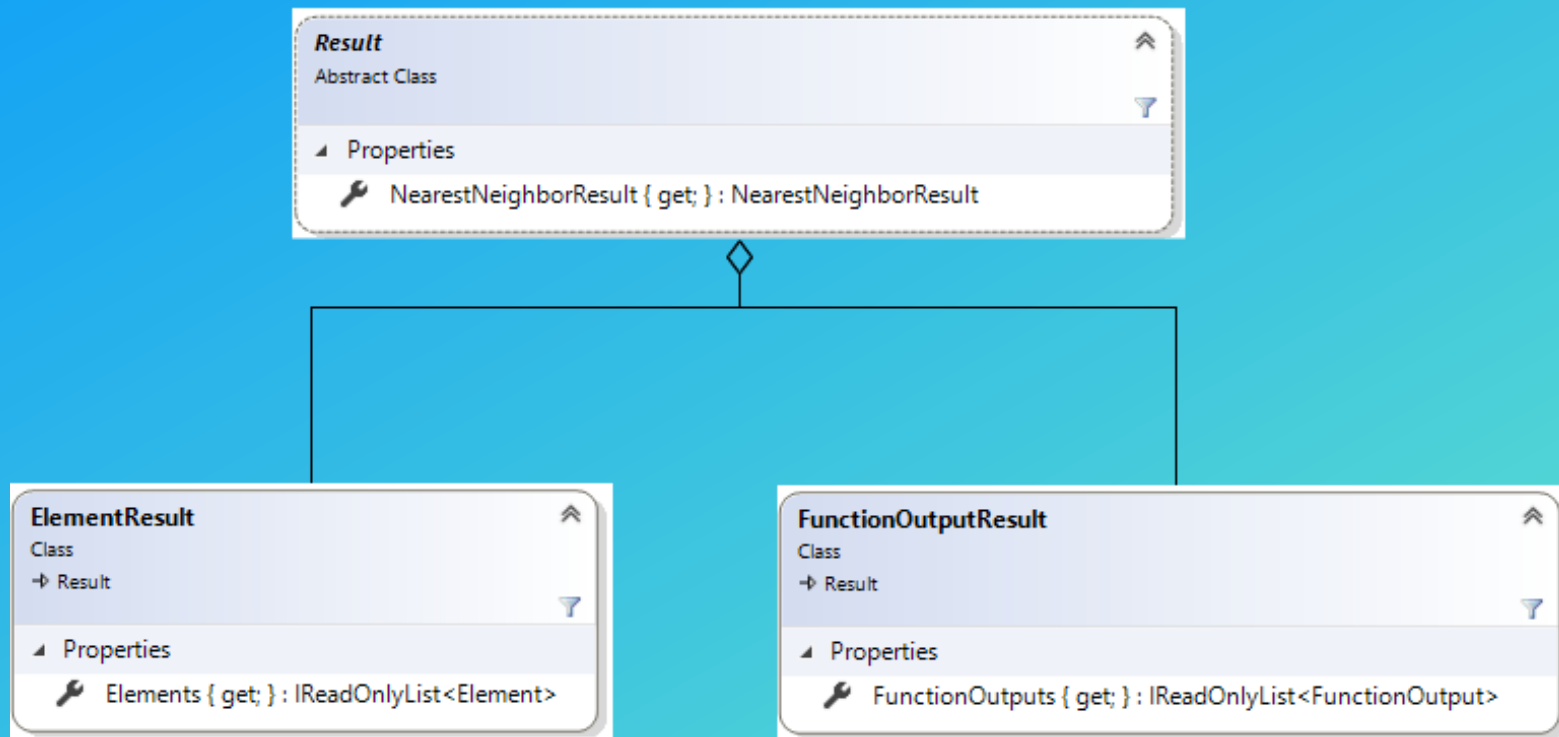 Result
Abstract Class
Properties
NearestNeighborResult { get; } : NearestNeighborResult
ElementResult
Class
Result
Properties
Elements { get; } : IReadOnlyList<Element>
FunctionOutputResult
Class
Result
Properties
FunctionOutputs { get; } : IReadOnlyList<FunctionOutput>